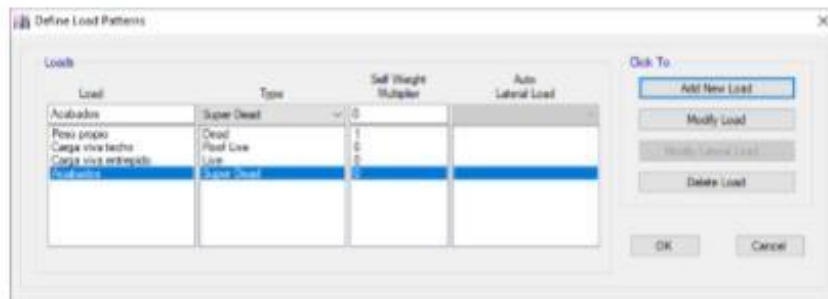 Define Load Patterns
Loads
Click To
Load Type Self Weight Multiplier Auto Lateral Load
Acabados Super Dead 0
Add New Load
Peso propio Dead 1
Carga viva techo Roof Live 0
Carga viva entrepido Live 0
Acabados Super Dead 0
Modify Load
Modify Lateral Load
Delete Load
OK Cancel